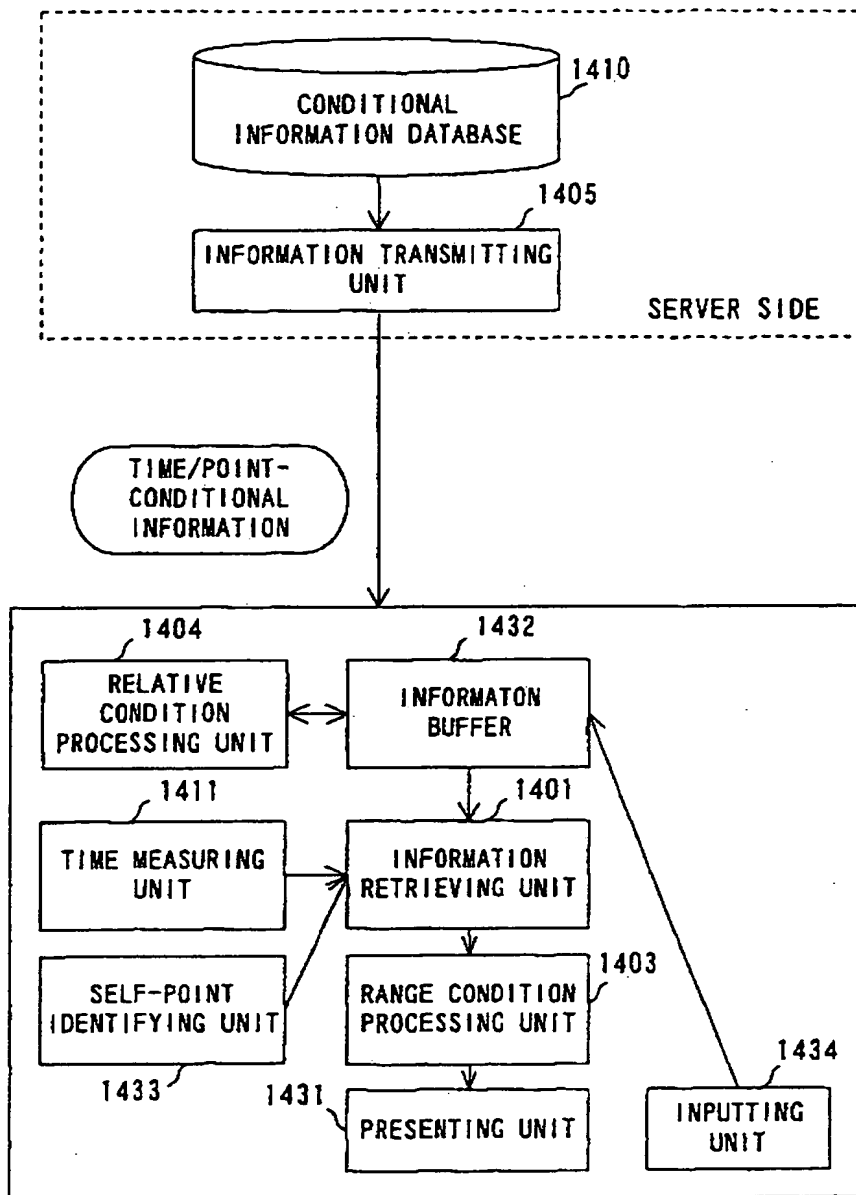 1410
CONDITIONAL
INFORMATION DATABASE
1405
INFORMATION TRANSMITTING
UNIT
SERVER SIDE
TIME/POINT-
CONDITIONAL
INFORMATION
1404
RELATIVE
CONDITION
PROCESSING UNIT
1432
INFORMATON
BUFFER
1411
TIME MEASURING
UNIT
1401
INFORMATION
RETRIEVING UNIT
SELF-POINT
IDENTIFYING UNIT
1433
1403
RANGE CONDITION
PROCESSING UNIT
1431
PRESENTING UNIT
1434
INPUTTING
UNIT